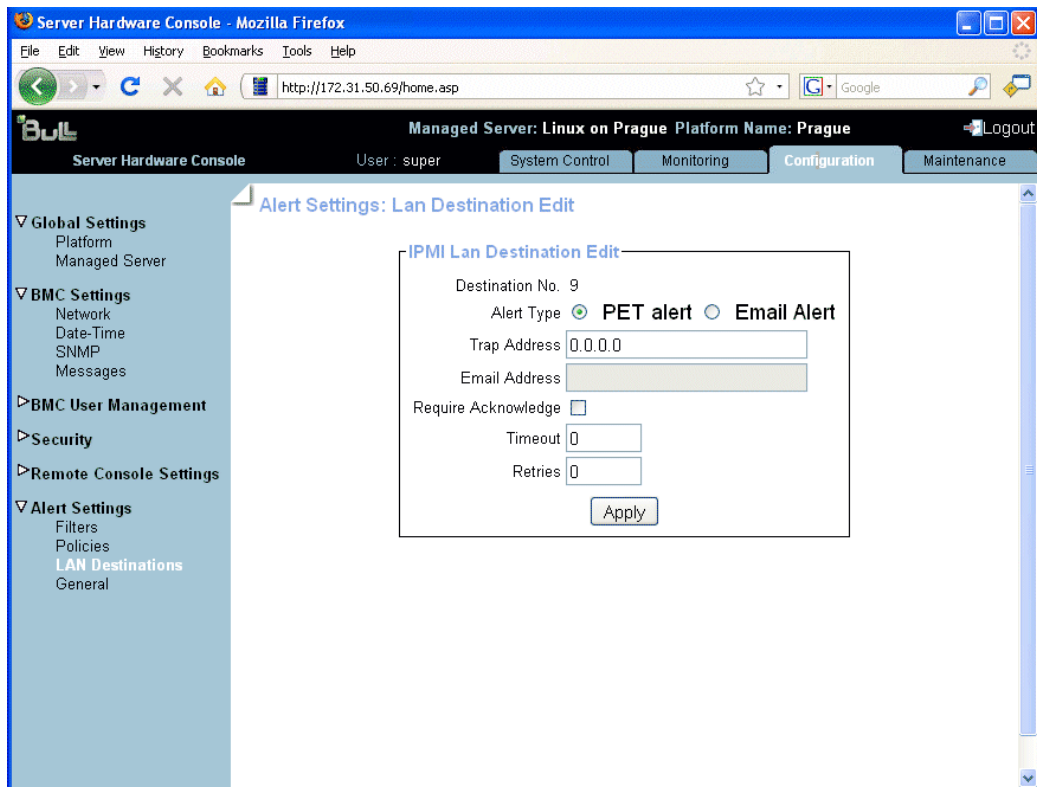 Server Hardware Console - Mozilla Firefox
File Edit View History Bookmarks Tools Help
http://172.31.50.69/home.asp
G Google
Bull
Managed Server: Linux on Prague Platform Name: Prague
Logout
Server Hardware Console
User : super
System Control
Monitoring
Configuration
Maintenance
Global Settings
Platform
Managed Server
BMC Settings
Network
Date-Time
SNMP
Messages
BMC User Management
Security
Remote Console Settings
Alert Settings
Filters
Policies
LAN Destinations
General
Alert Settings: Lan Destination Edit
IPMI Lan Destination Edit
Destination No. 9
Alert Type PET alert Email Alert
Trap Address 0.0.0.0
Email Address
Require Acknowledge
Timeout 0
Retries 0
Apply